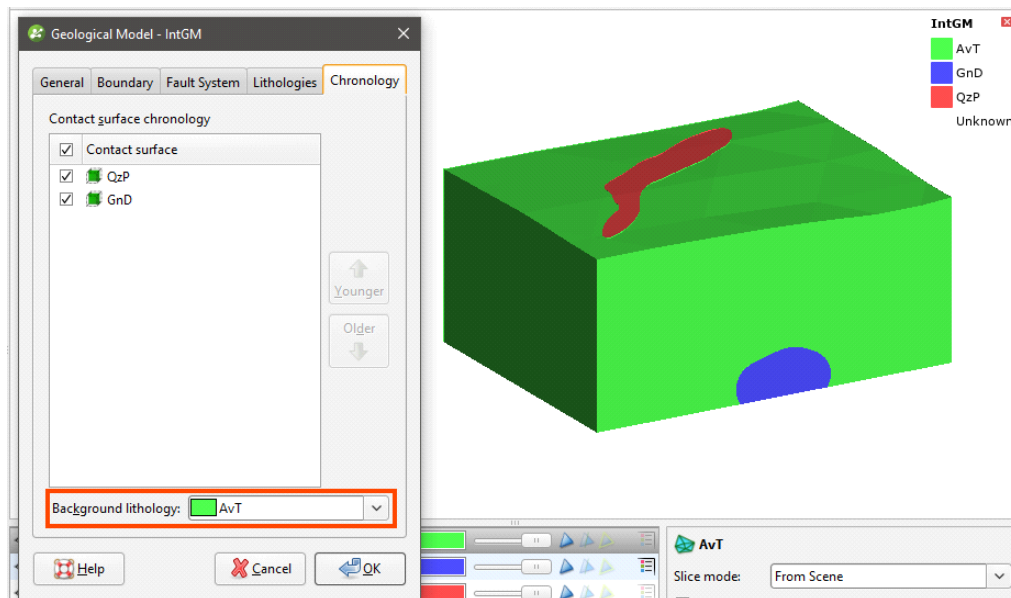 Geological Model - IntGM
General Boundary Fault System Lithologies Chronology
Contact surface chronology
Contact surface
QzP
GnD
Younger
Older
Background lithology: AvT
Help Cancel OK
IntGM
AvT
GnD
QzP
Unknown
AvT
Slice mode: From Scene